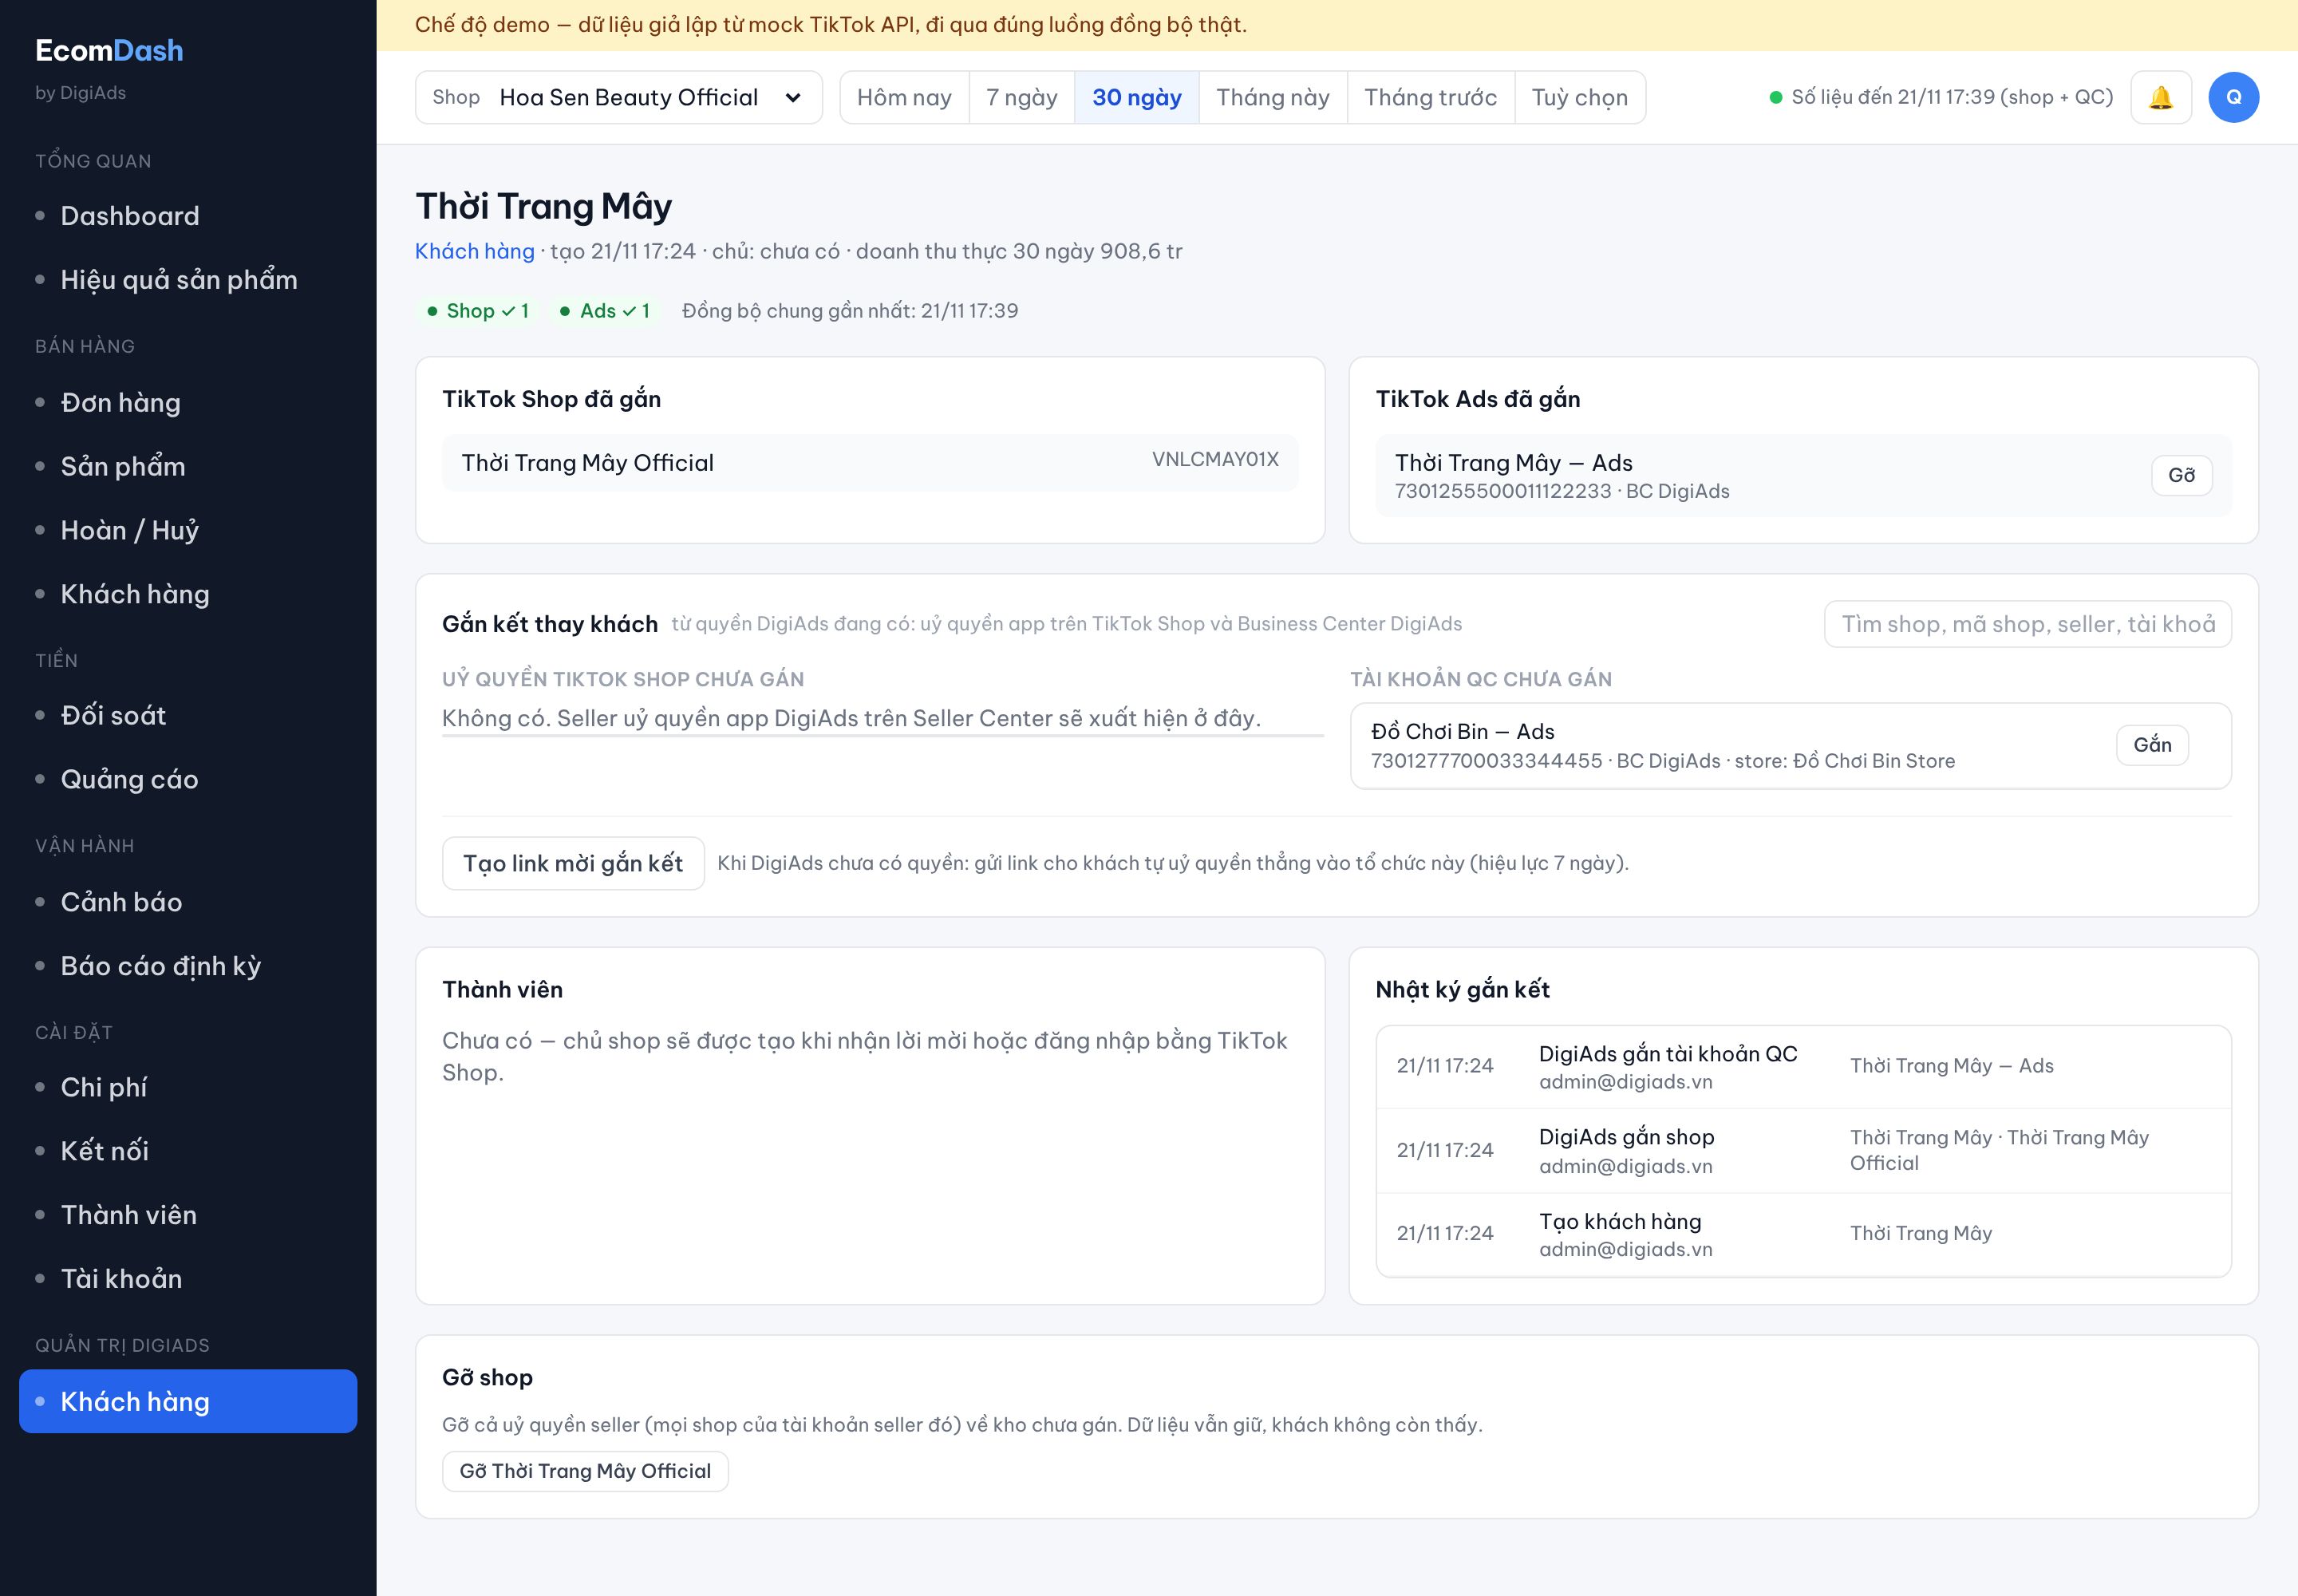 EcomDash
by DigiAds
TỔNG QUAN
Dashboard
Hiệu quả sản phẩm
BÁN HÀNG
Đơn hàng
Sản phẩm
Hoàn / Huỷ
Khách hàng
TIỀN
Đối soát
Quảng cáo
VẬN HÀNH
Cảnh báo
Báo cáo định kỳ
CÀI ĐẶT
Chi phí
Kết nối
Thành viên
Tài khoản
QUẢN TRỊ DIGIADS
Khách hàng
Chế độ demo — dữ liệu giả lập từ mock TikTok API, đi qua đúng luồng đồng bộ thật.
Shop Hoa Sen Beauty Official Hôm nay 7 ngày 30 ngày Tháng này Tháng trước Tuỳ chọn Số liệu đến 21/11 17:39 (shop + QC) Q
Thời Trang Mây
Khách hàng · tạo 21/11 17:24 · chủ: chưa có · doanh thu thực 30 ngày 908,6 tr
Shop ✓ 1 Ads ✓ 1 Đồng bộ chung gần nhất: 21/11 17:39
TikTok Shop đã gắn
Thời Trang Mây Official VNLCMAY01X
TikTok Ads đã gắn
Thời Trang Mây — Ads
7301255500011122233 · BC DigiAds
Gỡ
Gắn kết thay khách từ quyền DigiAds đang có: uỷ quyền app trên TikTok Shop và Business Center DigiAds
Tìm shop, mã shop, seller, tài khoả
UỶ QUYỀN TIKTOK SHOP CHƯA GÁN
Không có. Seller uỷ quyền app DigiAds trên Seller Center sẽ xuất hiện ở đây.
TÀI KHOẢN QC CHƯA GÁN
Đồ Chơi Bin — Ads
7301277700033344455 · BC DigiAds · store: Đồ Chơi Bin Store
Gắn
Tạo link mời gắn kết Khi DigiAds chưa có quyền: gửi link cho khách tự uỷ quyền thẳng vào tổ chức này (hiệu lực 7 ngày).
Thành viên
Chưa có — chủ shop sẽ được tạo khi nhận lời mời hoặc đăng nhập bằng TikTok
Shop.
Nhật ký gắn kết
21/11 17:24 DigiAds gắn tài khoản QC Thời Trang Mây — Ads
admin@digiads.vn
21/11 17:24 DigiAds gắn shop Thời Trang Mây · Thời Trang Mây
admin@digiads.vn Official
21/11 17:24 Tạo khách hàng Thời Trang Mây
admin@digiads.vn
Gỡ shop
Gỡ cả uỷ quyền seller (mọi shop của tài khoản seller đó) về kho chưa gán. Dữ liệu vẫn giữ, khách không còn thấy.
Gỡ Thời Trang Mây Official